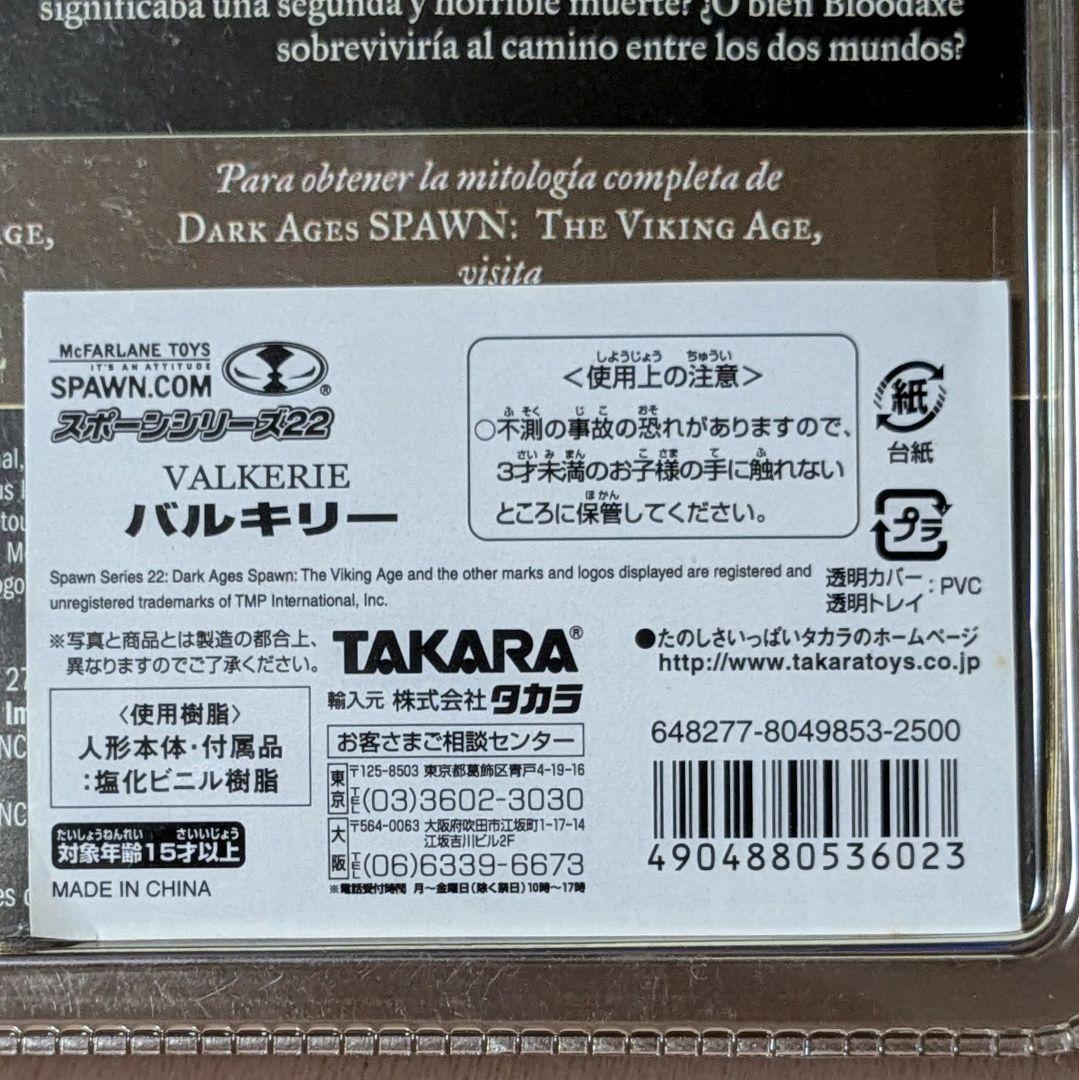 significaba una segunda y horrible muerte? ¿O bien Bloodaxe
sobreviviría al camino entre los dos mundos?
Para obtener la mitología completa de
DARK AGES SPAWN: THE VIKING AGE,
visita
AGE,
McFARLANE TOYS
IT'S AN ATTITUDE
SPAWN.COM
®
スポーンシリーズ22
VALKERIE
バルキリー
しようじょう ちゅうい
＜使用上の注意＞
ふそく じこ おそ
○不測の事故の恐れがありますので、
さいみまん こさま て ふ
3才未満のお子様の手に触れない
ほかん
ところに保管してください。
紙
台紙
プラ
透明カバー
透明トレイ
: PVC
Spawn Series 22: Dark Ages Spawn: The Viking Age and the other marks and logos displayed are registered and
unregistered trademarks of TMP International, Inc.
※写真と商品とは製造の都合上、
異なりますのでご了承ください。
〈使用樹脂〉
人形本体・付属品
:塩化ビニル樹脂
たいしょうねんれい さいいじょう
対象年齢15才以上
MADE IN CHINA
TAKARA®
輸入元 株式会社タカラ
お客さまご相談センター
東京
〒125-8503 東京都葛飾区青戸4-19-16
TEL(03)3602-3030
大阪
〒564-0063 大阪府吹田市江坂町1-17-14
江坂吉川ビル2F
TEL(06)6339-6673
※電話受付時間 月〜金曜日(除く祭日)10時〜17時
●たのしさいっぱいタカラのホームページ
http://www.takaratoys.co.jp
648277-8049853-2500
4904880536023